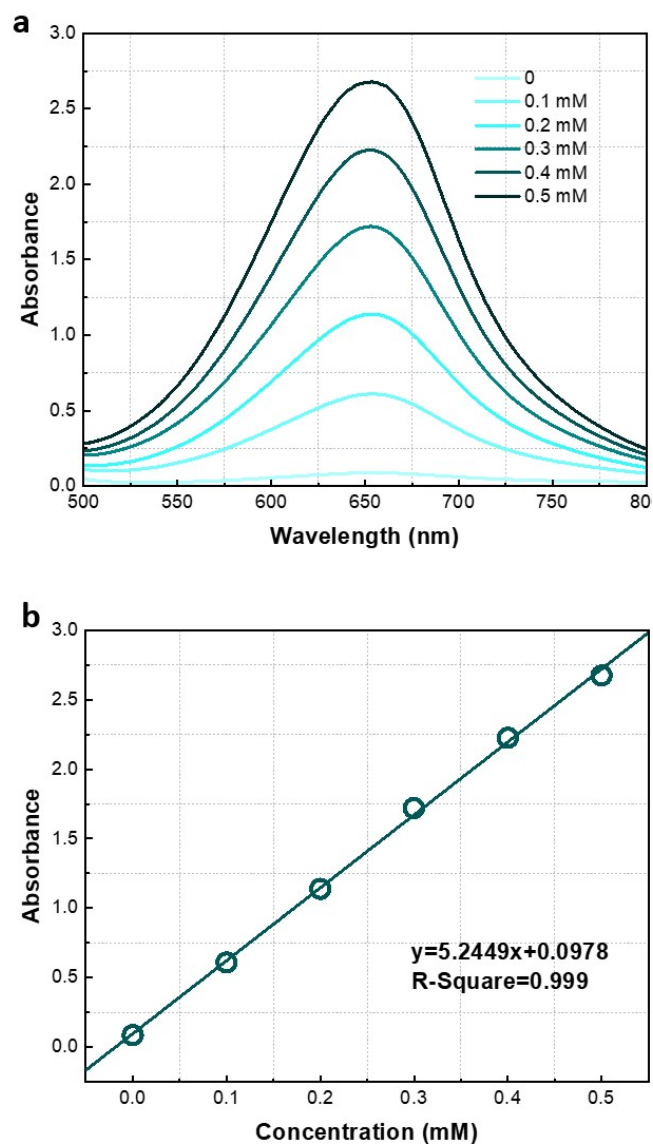 a
3.0
2.5
2.0
1.5
1.0
0.5
0.0
Absorbance
0
0.1 mM
0.2 mM
0.3 mM
0.4 mM
0.5 mM
500 550 600 650 700 750 80
Wavelength (nm)
b
3.0
2.5
2.0
1.5
1.0
0.5
0.0
Absorbance
y=5.2449x+0.0978
R-Square=0.999
0.0 0.1 0.2 0.3 0.4 0.5
Concentration (mM)